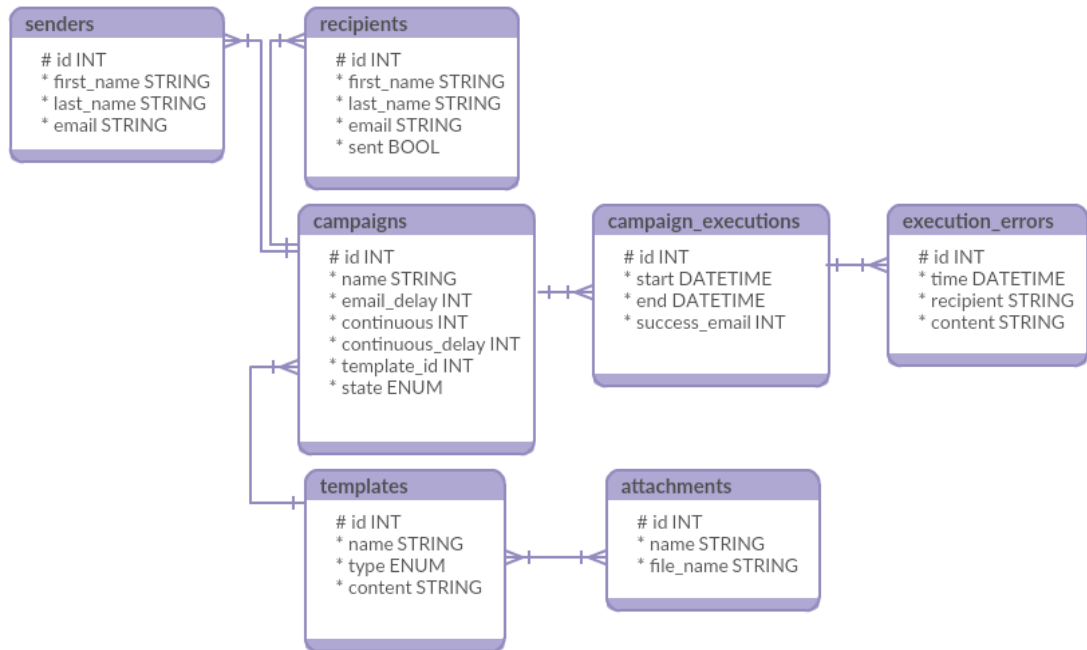 senders
# id INT
* first_name STRING
* last_name STRING
* email STRING
recipients
# id INT
* first_name STRING
* last_name STRING
* email STRING
* sent BOOL
campaigns
# id INT
* name STRING
* email_delay INT
* continuous INT
* continuous_delay INT
* template_id INT
* state ENUM
campaign_executions
# id INT
* start DATETIME
* end DATETIME
* success_email INT
execution_errors
# id INT
* time DATETIME
* recipient STRING
* content STRING
templates
# id INT
* name STRING
* type ENUM
* content STRING
attachments
# id INT
* name STRING
* file_name STRING